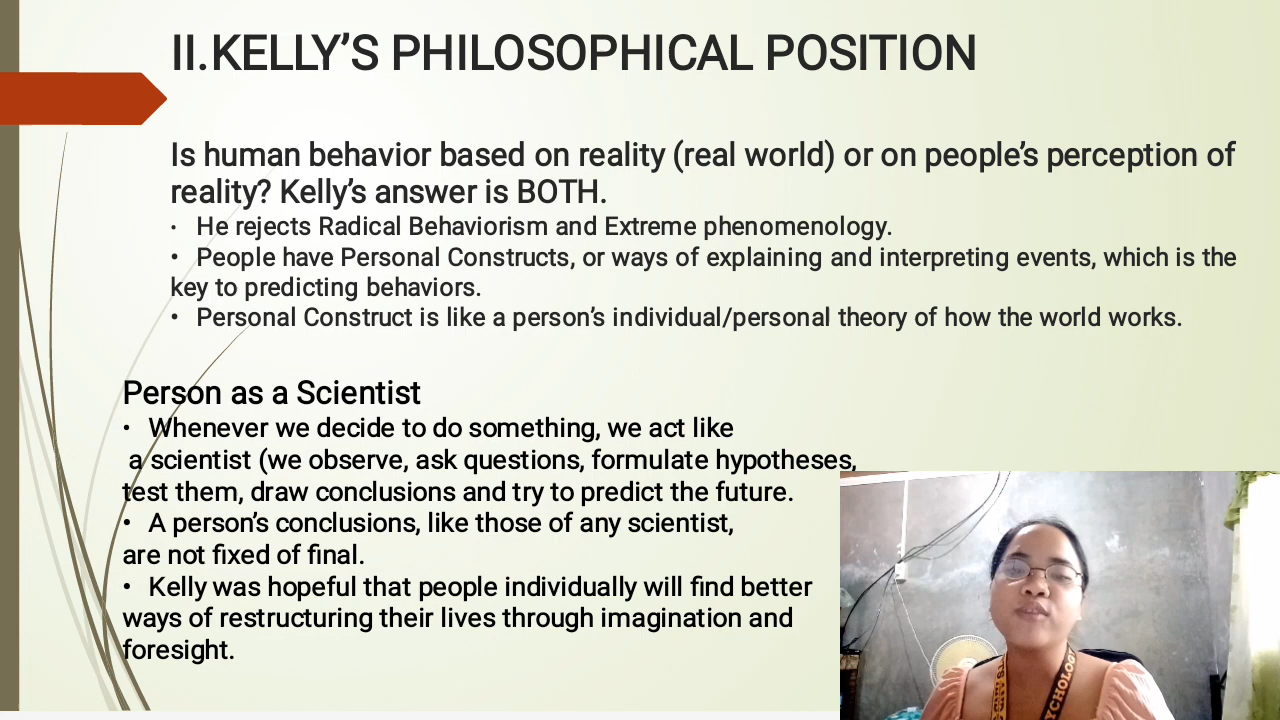 II.KELLY’S PHILOSOPHICAL POSITION
Is human behavior based on reality (real world) or on people’s perception of
reality? Kelly’s answer is BOTH.
• He rejects Radical Behaviorism and Extreme phenomenology.
• People have Personal Constructs, or ways of explaining and interpreting events, which is the
key to predicting behaviors.
• Personal Construct is like a person’s individual/personal theory of how the world works.
Person as a Scientist
• Whenever we decide to do something, we act like
a scientist (we observe, ask questions, formulate hypotheses,
test them, draw conclusions and try to predict the future.
• A person’s conclusions, like those of any scientist,
are not fixed of final.
• Kelly was hopeful that people individually will find better
ways of restructuring their lives through imagination and
foresight.
YCHOLOGY